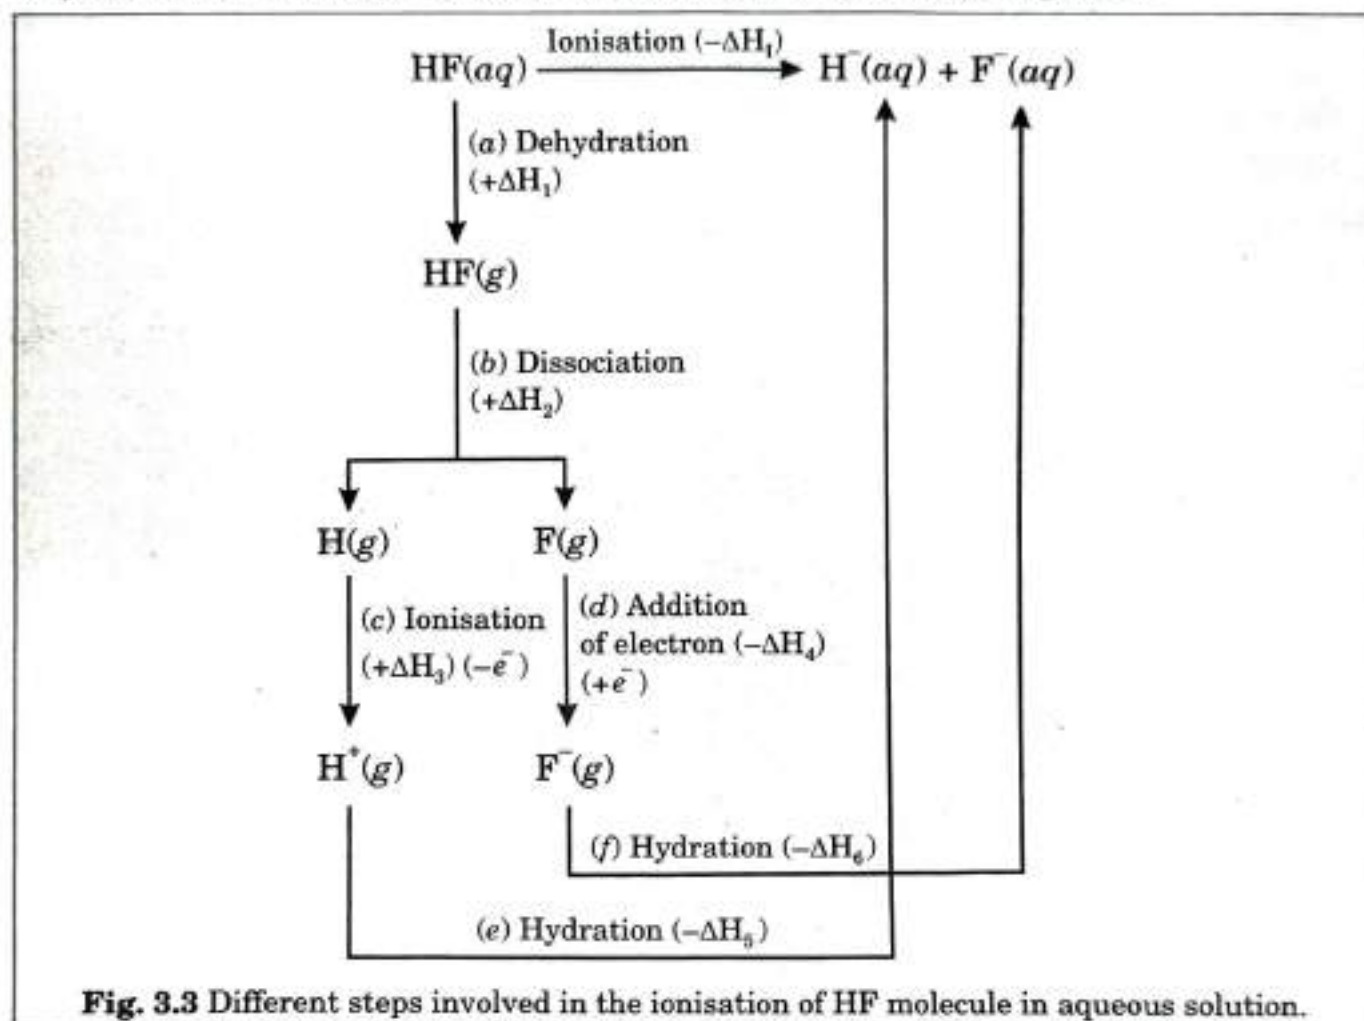 Ionisation (–ΔH₁)
HF(aq) H⁻(aq) + F⁻(aq)
(a) Dehydration
(+ΔH₁)
HF(g)
(b) Dissociation
(+ΔH₂)
H(g) F(g)
(c) Ionisation
(+ΔH₃) (–e⁻)
(d) Addition
of electron (–ΔH₄)
(+e⁻)
H⁺(g) F⁻(g)
(f) Hydration (–ΔH₆)
(e) Hydration (–ΔH₅)
Fig. 3.3 Different steps involved in the ionisation of HF molecule in aqueous solution.